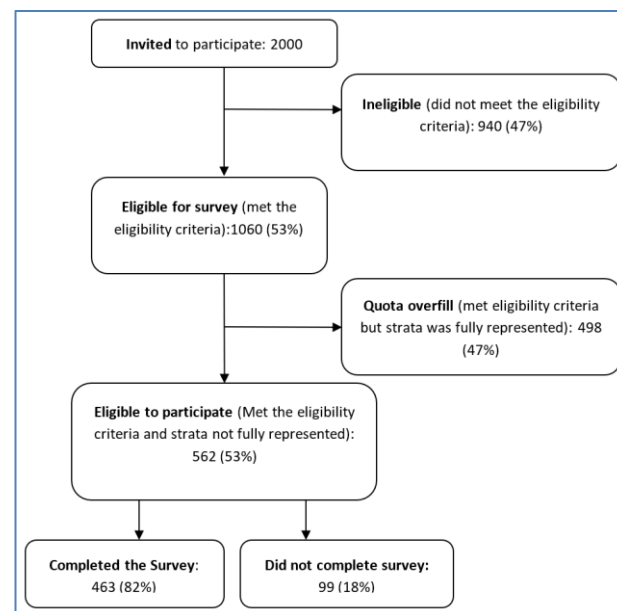 Invited to participate: 2000
Ineligible (did not meet the eligibility
criteria): 940 (47%)
Eligible for survey (met the
eligibility criteria):1060 (53%)
Quota overfill (met eligibility criteria
but strata was fully represented): 498
(47%)
Eligible to participate (Met the eligibility
criteria and strata not fully represented):
562 (53%)
Completed the Survey:
463 (82%)
Did not complete survey:
99 (18%)